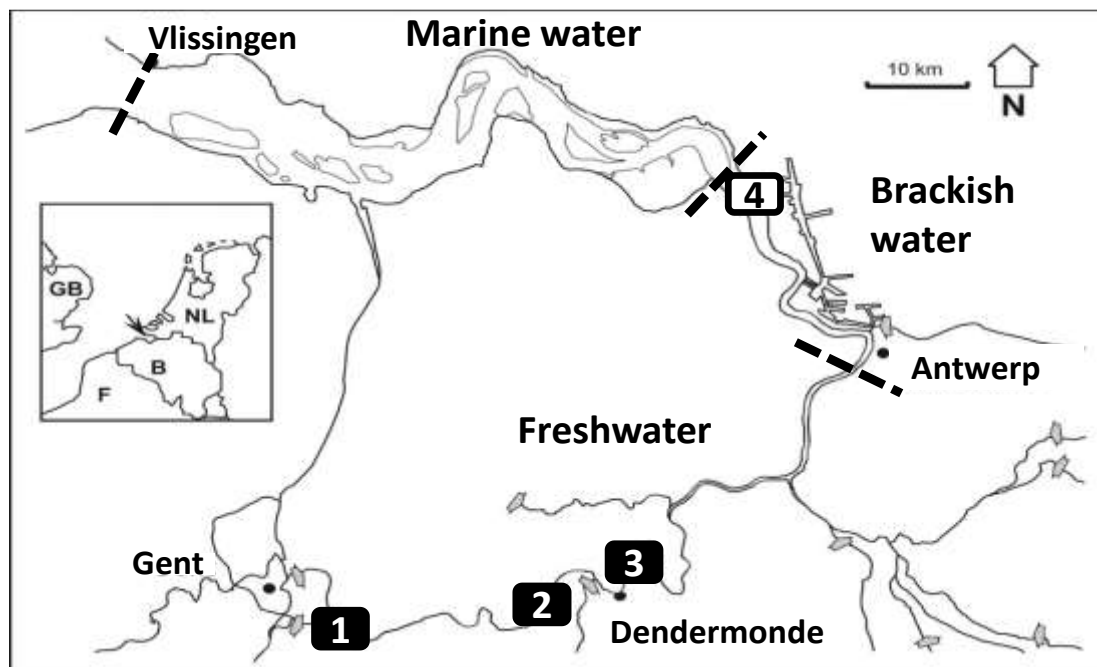 Vlissingen
Marine water
10 km
N
4
Brackish
water
GB
NL
B
F
Antwerp
Freshwater
Gent
3
2
1
Dendermonde